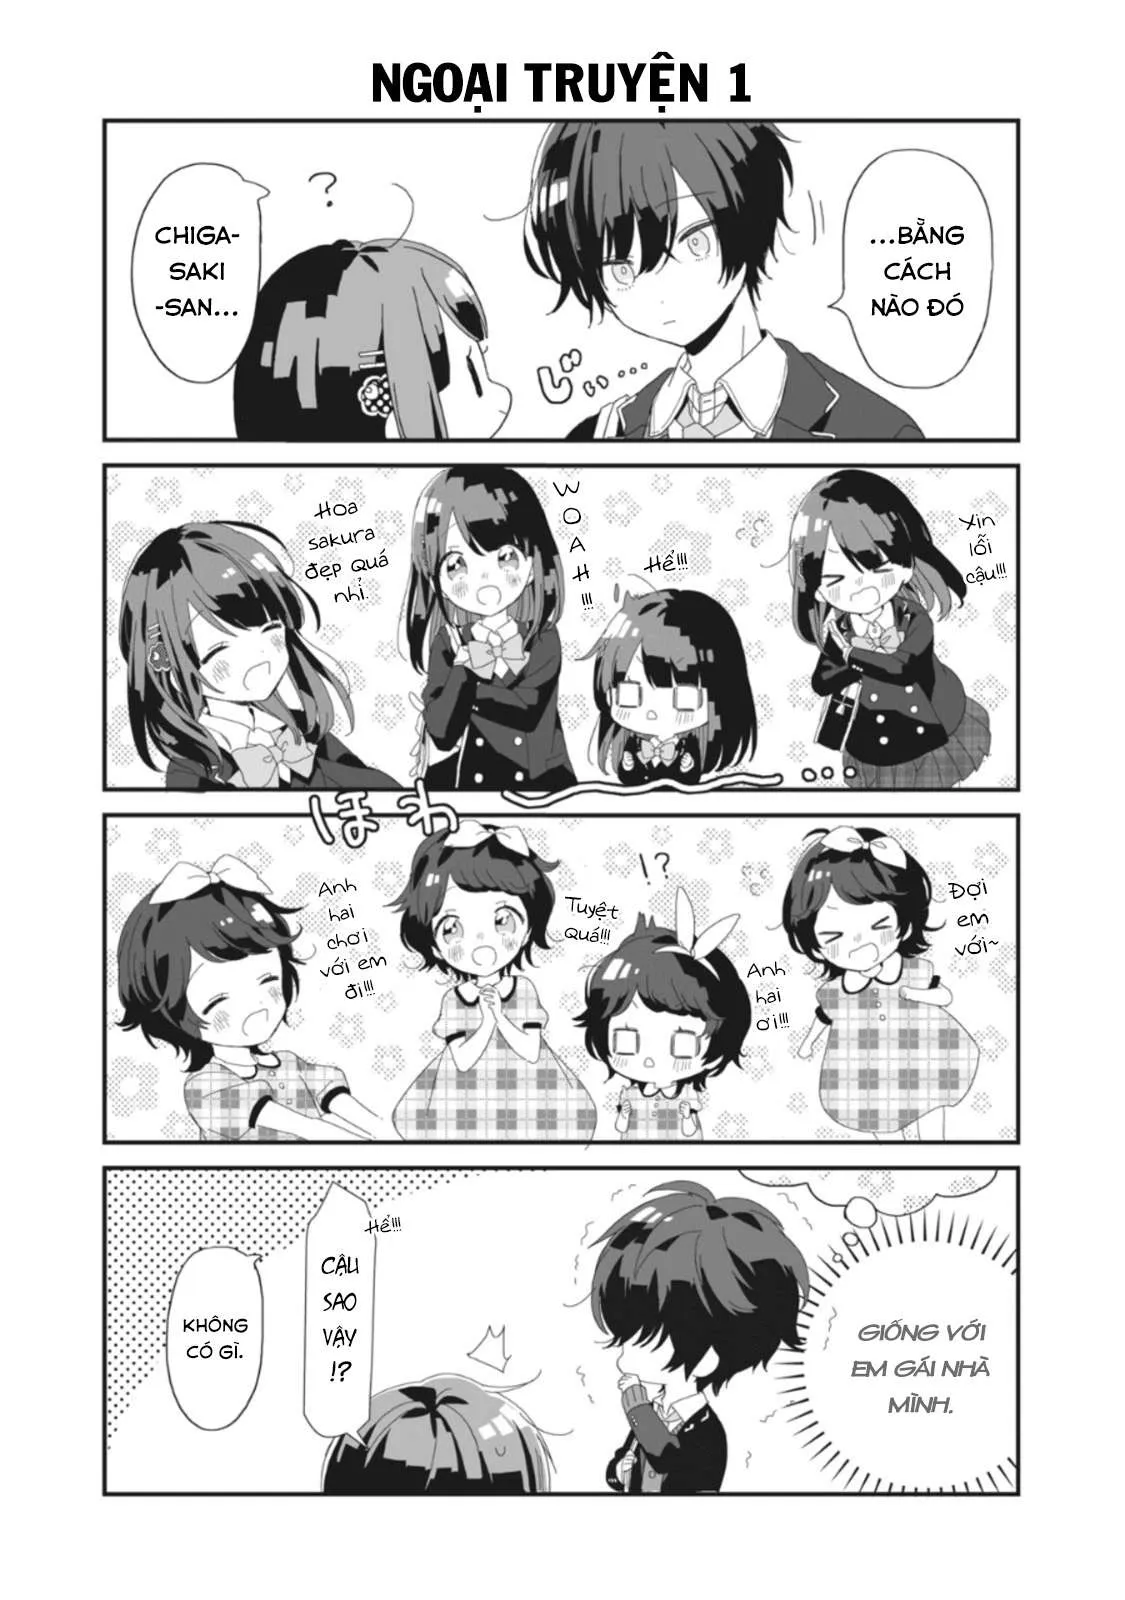 NGOẠI TRUYỆN 1
...BẰNG
CÁCH
NÀO ĐÓ
?
CHIGA-
SAKI
-SAN...
じぃ...
Xin
lỗi
cậu!!!
Hể!!!
W
O
A
H
!!!
Hoa
sakura
đẹp quá
nhỉ.
ほわ〜...
Đợi
em
với~
!?
Anh
hai
ơi!!!
Tuyệt
Quá!!!
Anh
hai
chơi
với em
đi!!!
GIỐNG VỚI
EM GÁI NHÀ
MÌNH.
Hể!!!
CẬU
SAO
VẬY
!?
KHÔNG
CÓ GÌ.